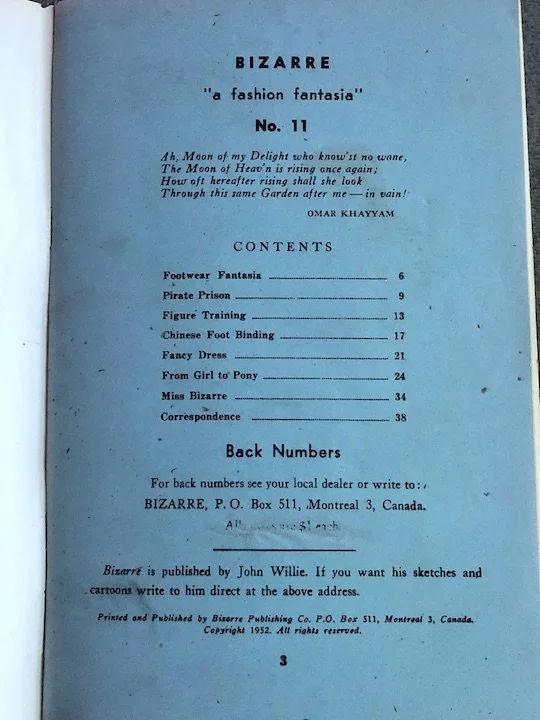 BIZARRE
"a fashion fantasia"
No. 11
Ah, Moon of my Delight who know'st no wane,
The Moon of Heav'n is rising once again;
How oft hereafter rising shall she look
Through this same Garden after me — in vain!
OMAR KHAYYAM
CONTENTS
Footwear Fantasia 6
Pirate Prison 9
Figure Training 13
Chinese Foot Binding 17
Fancy Dress 21
From Girl to Pony 24
Miss Bizarre 34
Correspondence 38
Back Numbers
For back numbers see your local dealer or write to:
BIZARRE, P. O. Box 511, Montreal 3, Canada.
All $1 each
Bizarre is published by John Willie. If you want his sketches and
cartoons write to him direct at the above address.
Printed and Published by Bizarre Publishing Co. P.O. Box 511, Montreal 3, Canada.
Copyright 1952. All rights reserved.
3